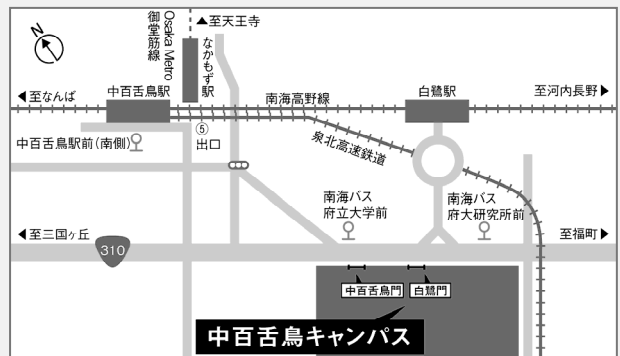 N
▲至天王寺
Osaka Metro
御堂筋線
なかもず駅
◀至なんば
中百舌鳥駅
南海高野線
白鷺駅
至河内長野▶
⑤
出口
中百舌鳥駅前(南側)
泉北高速鉄道
南海バス
府立大学前
南海バス
府大研究所前
◀至三国ヶ丘
310
至福町▶
中百舌鳥門
白鷺門
中百舌鳥キャンパス